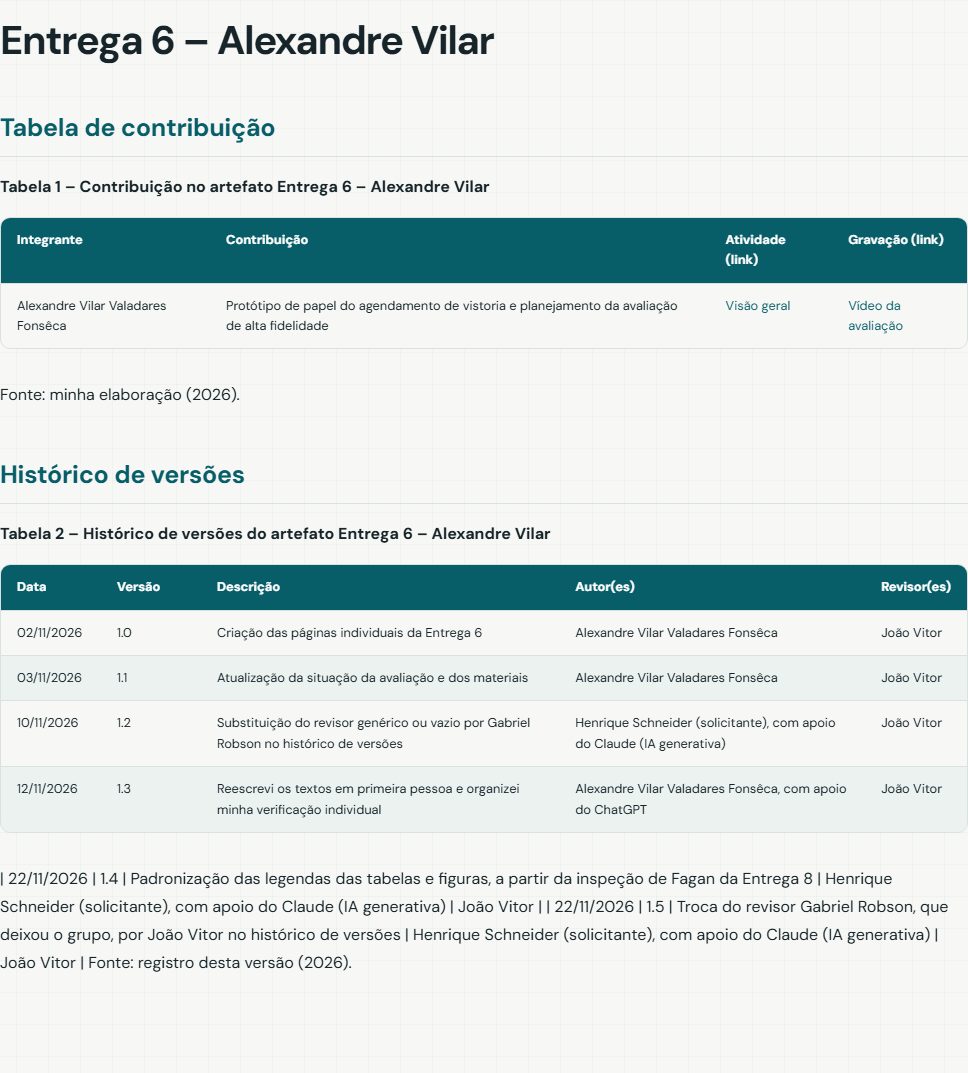 Entrega 6 – Alexandre Vilar
Tabela de contribuição
Tabela 1 – Contribuição no artefato Entrega 6 – Alexandre Vilar
Integrante Contribuição Atividade (link) Gravação (link)
Alexandre Vilar Valadares Fonsêca Protótipo de papel do agendamento de vistoria e planejamento da avaliação de alta fidelidade Visão geral Vídeo da avaliação
Fonte: minha elaboração (2026).
Histórico de versões
Tabela 2 – Histórico de versões do artefato Entrega 6 – Alexandre Vilar
Data Versão Descrição Autor(es) Revisor(es)
02/11/2026 1.0 Criação das páginas individuais da Entrega 6 Alexandre Vilar Valadares Fonsêca João Vitor
03/11/2026 1.1 Atualização da situação da avaliação e dos materiais Alexandre Vilar Valadares Fonsêca João Vitor
10/11/2026 1.2 Substituição do revisor genérico ou vazio por Gabriel Robson no histórico de versões Henrique Schneider (solicitante), com apoio do Claude (IA generativa) João Vitor
12/11/2026 1.3 Reescrevi os textos em primeira pessoa e organizei minha verificação individual Alexandre Vilar Valadares Fonsêca, com apoio do ChatGPT João Vitor
| 22/11/2026 | 1.4 | Padronização das legendas das tabelas e figuras, a partir da inspeção de Fagan da Entrega 8 | Henrique
Schneider (solicitante), com apoio do Claude (IA generativa) | João Vitor | | 22/11/2026 | 1.5 | Troca do revisor Gabriel Robson, que
deixou o grupo, por João Vitor no histórico de versões | Henrique Schneider (solicitante), com apoio do Claude (IA generativa) |
João Vitor | Fonte: registro desta versão (2026).